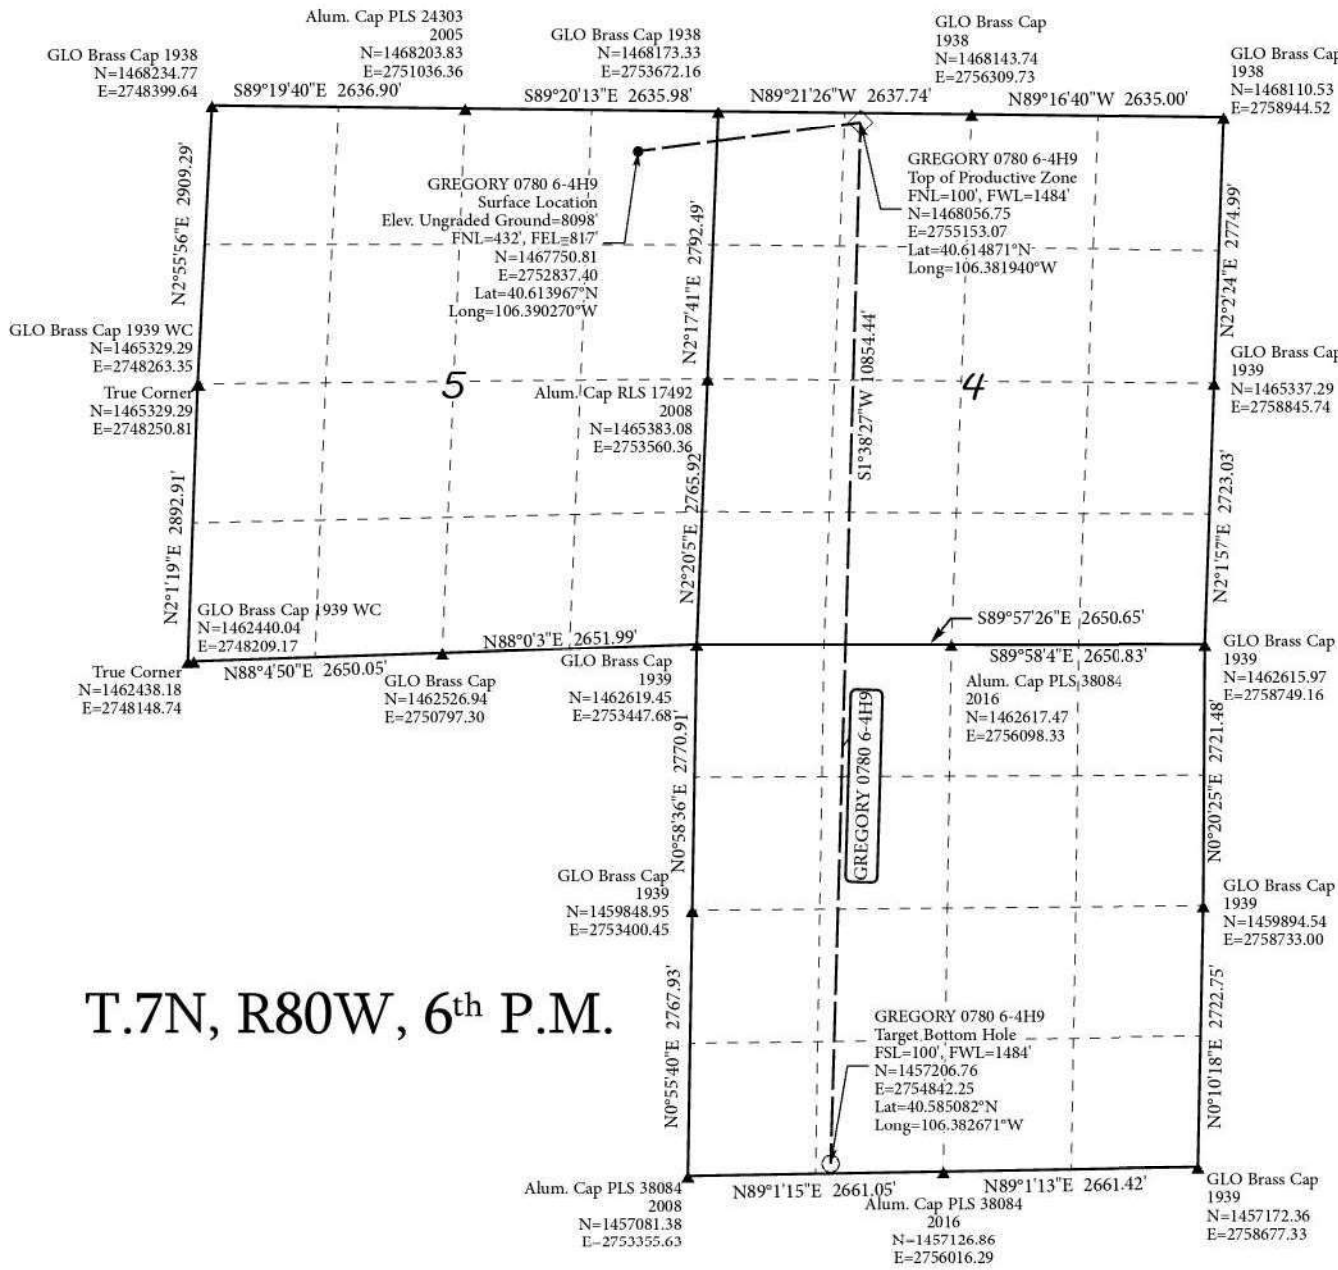 Alum. Cap PLS 24303
2005
N=1468203.83
E=2751036.36
GLO Brass Cap 1938
N=1468173.33
E=2753672.16
GLO Brass Cap
1938
N=1468143.74
E=2756309.73
GLO Brass Cap 1938
N=1468234.77
E=2748399.64
GLO Brass Cap
1938
N=1468110.53
E=2758944.52
S89°19'40"E 2636.90'
S89°20'13"E 2635.98'
N89°21'26"W 2637.74'
N89°16'40"W 2635.00'
N2°55'56"E 2909.29'
GREGORY 0780 6-4H9
Surface Location
Elev. Ungraded Ground=8098'
FNL=432', FEL=817'
N=1467750.81
E=2752837.40
Lat=40.613967°N
Long=106.390270°W
N2°17'41"E 2792.49'
GREGORY 0780 6-4H9
Top of Productive Zone
FNL=100', FWL=1484'
N=1468056.75
E=2755153.07
Lat=40.614871°N
Long=106.381940°W
N2°2'24"E 2774.99'
GLO Brass Cap 1939 WC
N=1465329.29
E=2748263.35
True Corner
N=1465329.29
E=2748250.81
5
Alum. Cap RLS 17492
2008
N=1465383.08
E=2753560.36
S1°38'27"W 10854.44'
4
GLO Brass Cap
1939
N=1465337.29
E=2758845.74
N2°1'19"E 2892.91'
N2°20'5"E 2765.92'
N2°1'57"E 2723.03'
GLO Brass Cap 1939 WC
N=1462440.04
E=2748209.17
True Corner
N=1462438.18
E=2748148.74
N88°4'50"E 2650.05'
N88°0'3"E 2651.99'
GLO Brass Cap
N=1462526.94
E=2750797.30
GLO Brass Cap
1939
N=1462619.45
E=2753447.68
S89°57'26"E 2650.65'
S89°58'4"E 2650.83'
Alum. Cap PLS 38084
2016
N=1462617.47
E=2756098.33
GLO Brass Cap
1939
N=1462615.97
E=2758749.16
N0°58'36"E 2770.91'
GREGORY 0780 6-4H9
N0°20'25"E 2721.48'
GLO Brass Cap
1939
N=1459848.95
E=2753400.45
GLO Brass Cap
1939
N=1459894.54
E=2758733.00
T.7N, R80W, 6th P.M.
N0°55'40"E 2767.93'
GREGORY 0780 6-4H9
Target Bottom Hole
FSL=100', FWL=1484'
N=1457206.76
E=2754842.25
Lat=40.585082°N
Long=106.382671°W
N0°10'18"E 2722.75'
Alum. Cap PLS 38084
2008
N=1457081.38
E=2753355.63
N89°1'15"E 2661.05'
Alum. Cap PLS 38084
2016
N=1457126.86
E=2756016.29
N89°1'13"E 2661.42'
GLO Brass Cap
1939
N=1457172.36
E=2758677.33